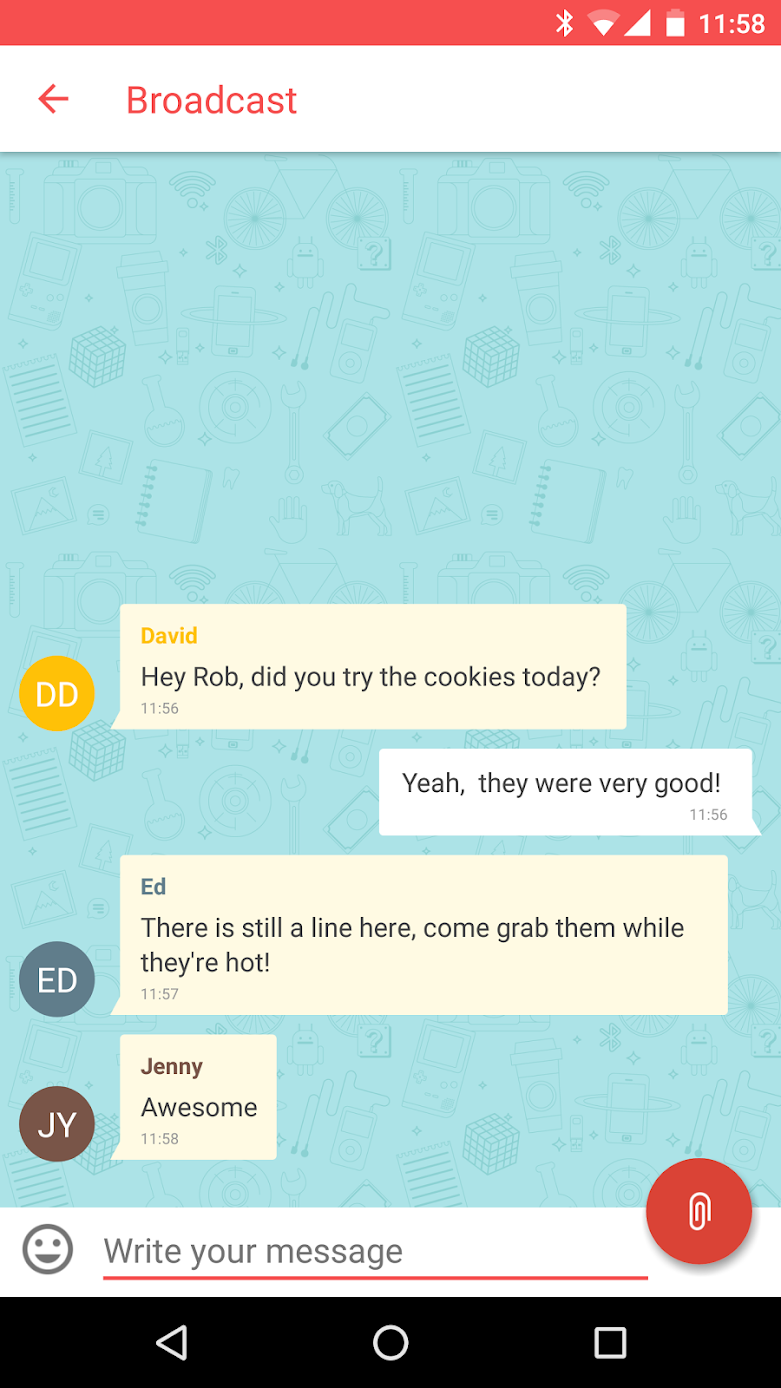 11:58
Broadcast
David
Hey Rob, did you try the cookies today?
11:56
DD
Yeah,  they were very good!
11:56
Ed
There is still a line here, come grab them while
they're hot!
11:57
ED
Jenny
Awesome
11:58
JY
Write your message